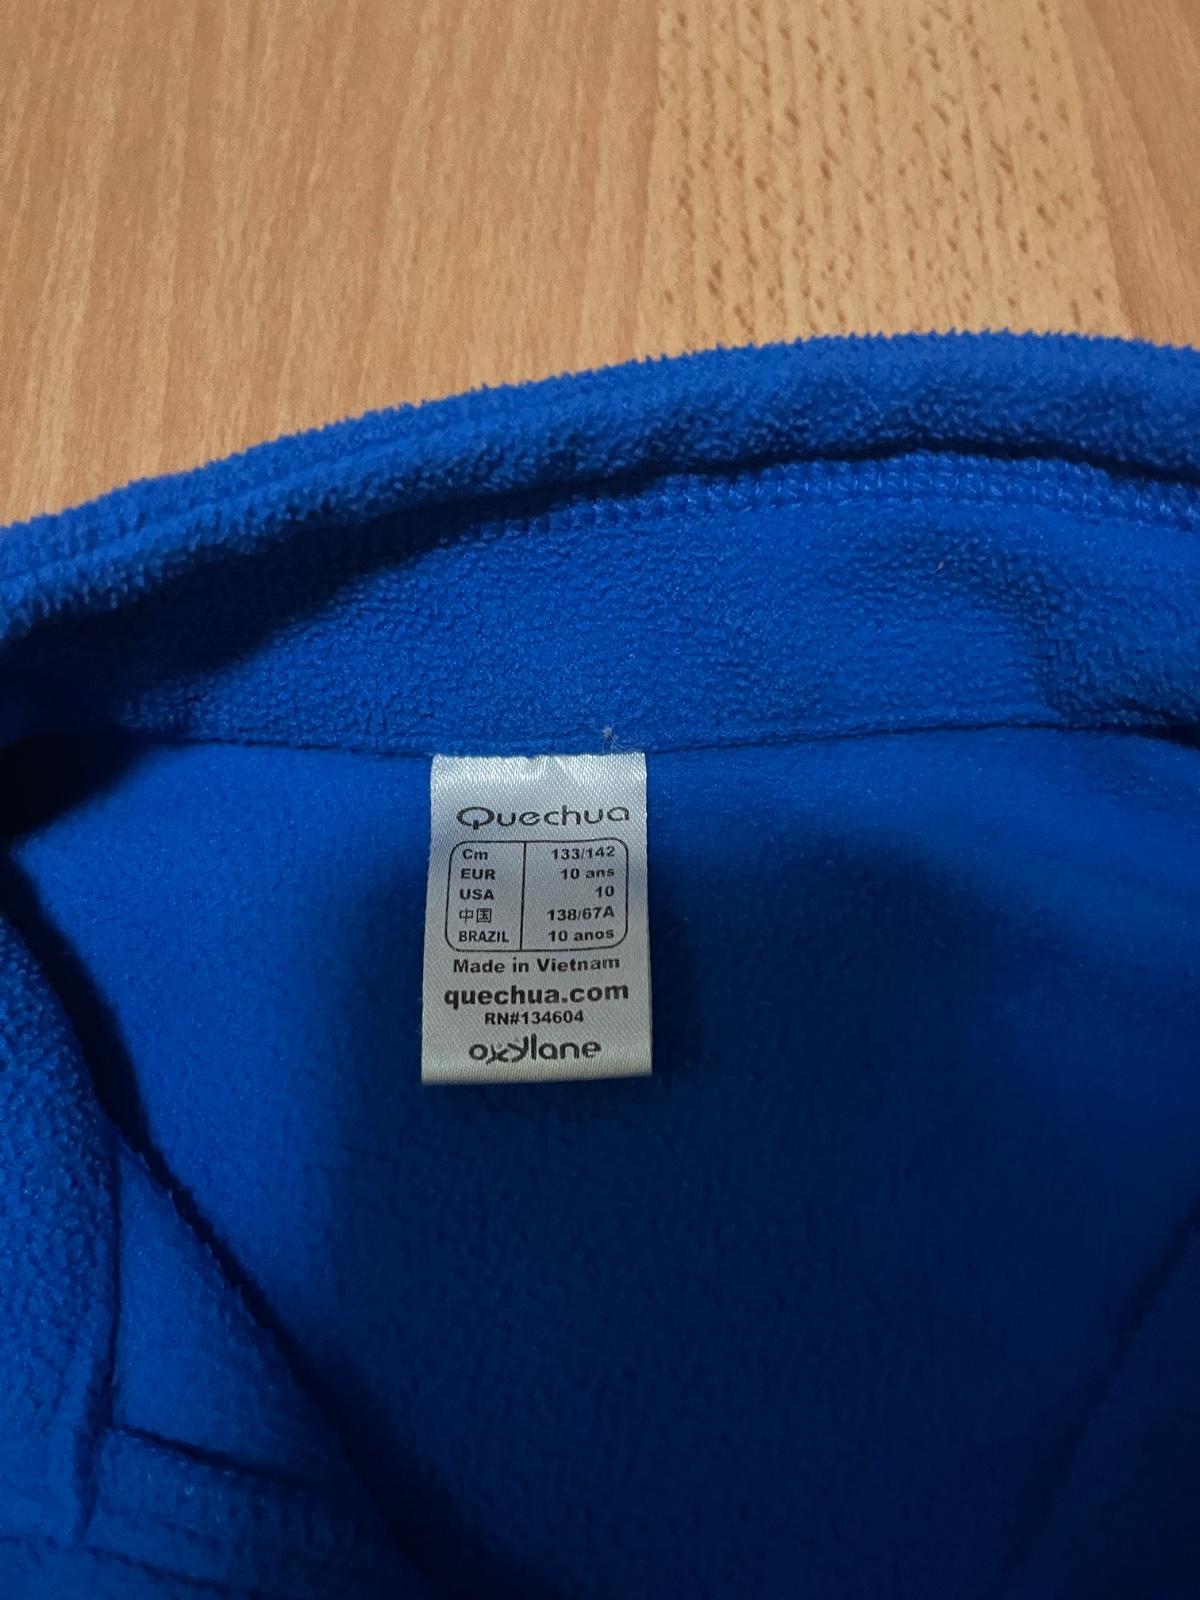 Quechua
Cm 133/142
EUR 10 ans
USA 10
中国 138/67A
BRAZIL 10 anos
Made in Vietnam
quechua.com
RN#134604
oxylane